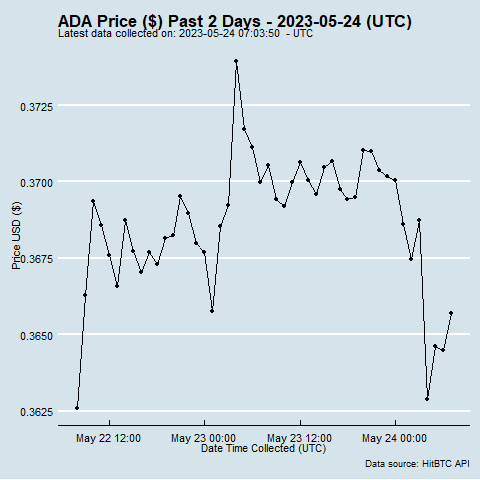 ADA Price ($) Past 2 Days - 2023-05-24 (UTC)
Latest data collected on: 2023-05-24 07:03:50  - UTC
0.3725
0.3700
0.3675
0.3650
0.3625
Price USD ($)
May 22 12:00 May 23 00:00 May 23 12:00 May 24 00:00
Date Time Collected (UTC)
Data source: HitBTC API